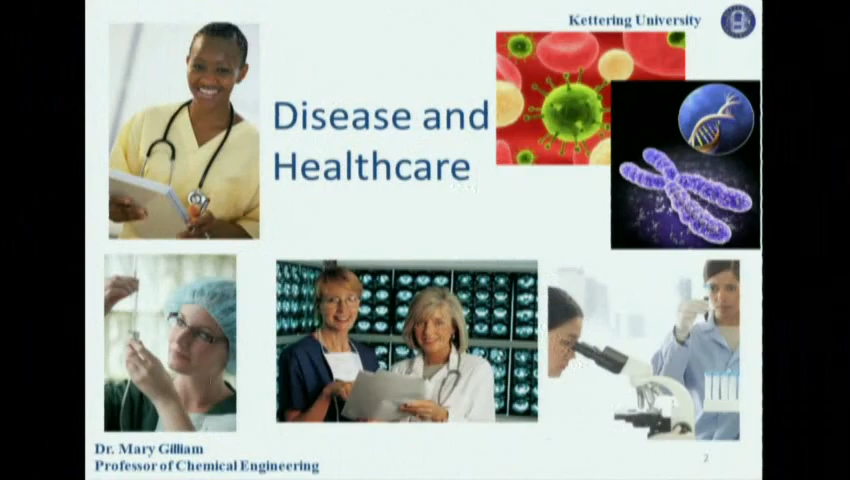 Kettering University
Disease and
Healthcare
Dr. Mary Gilliam
Professor of Chemical Engineering
2